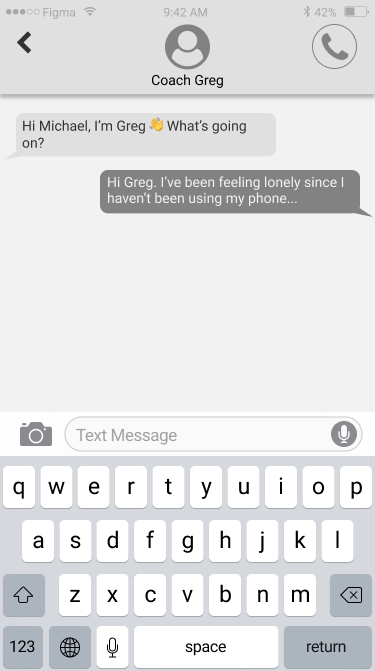 Figma 9:42 AM 42%
Coach Greg
Hi Michael, I’m Greg 👋 What’s going
on?
Hi Greg. I’ve been feeling lonely since I
haven’t been using my phone...
Text Message
q w e r t y u i o p
a s d f g h j k l
z x c v b n m
123 space return